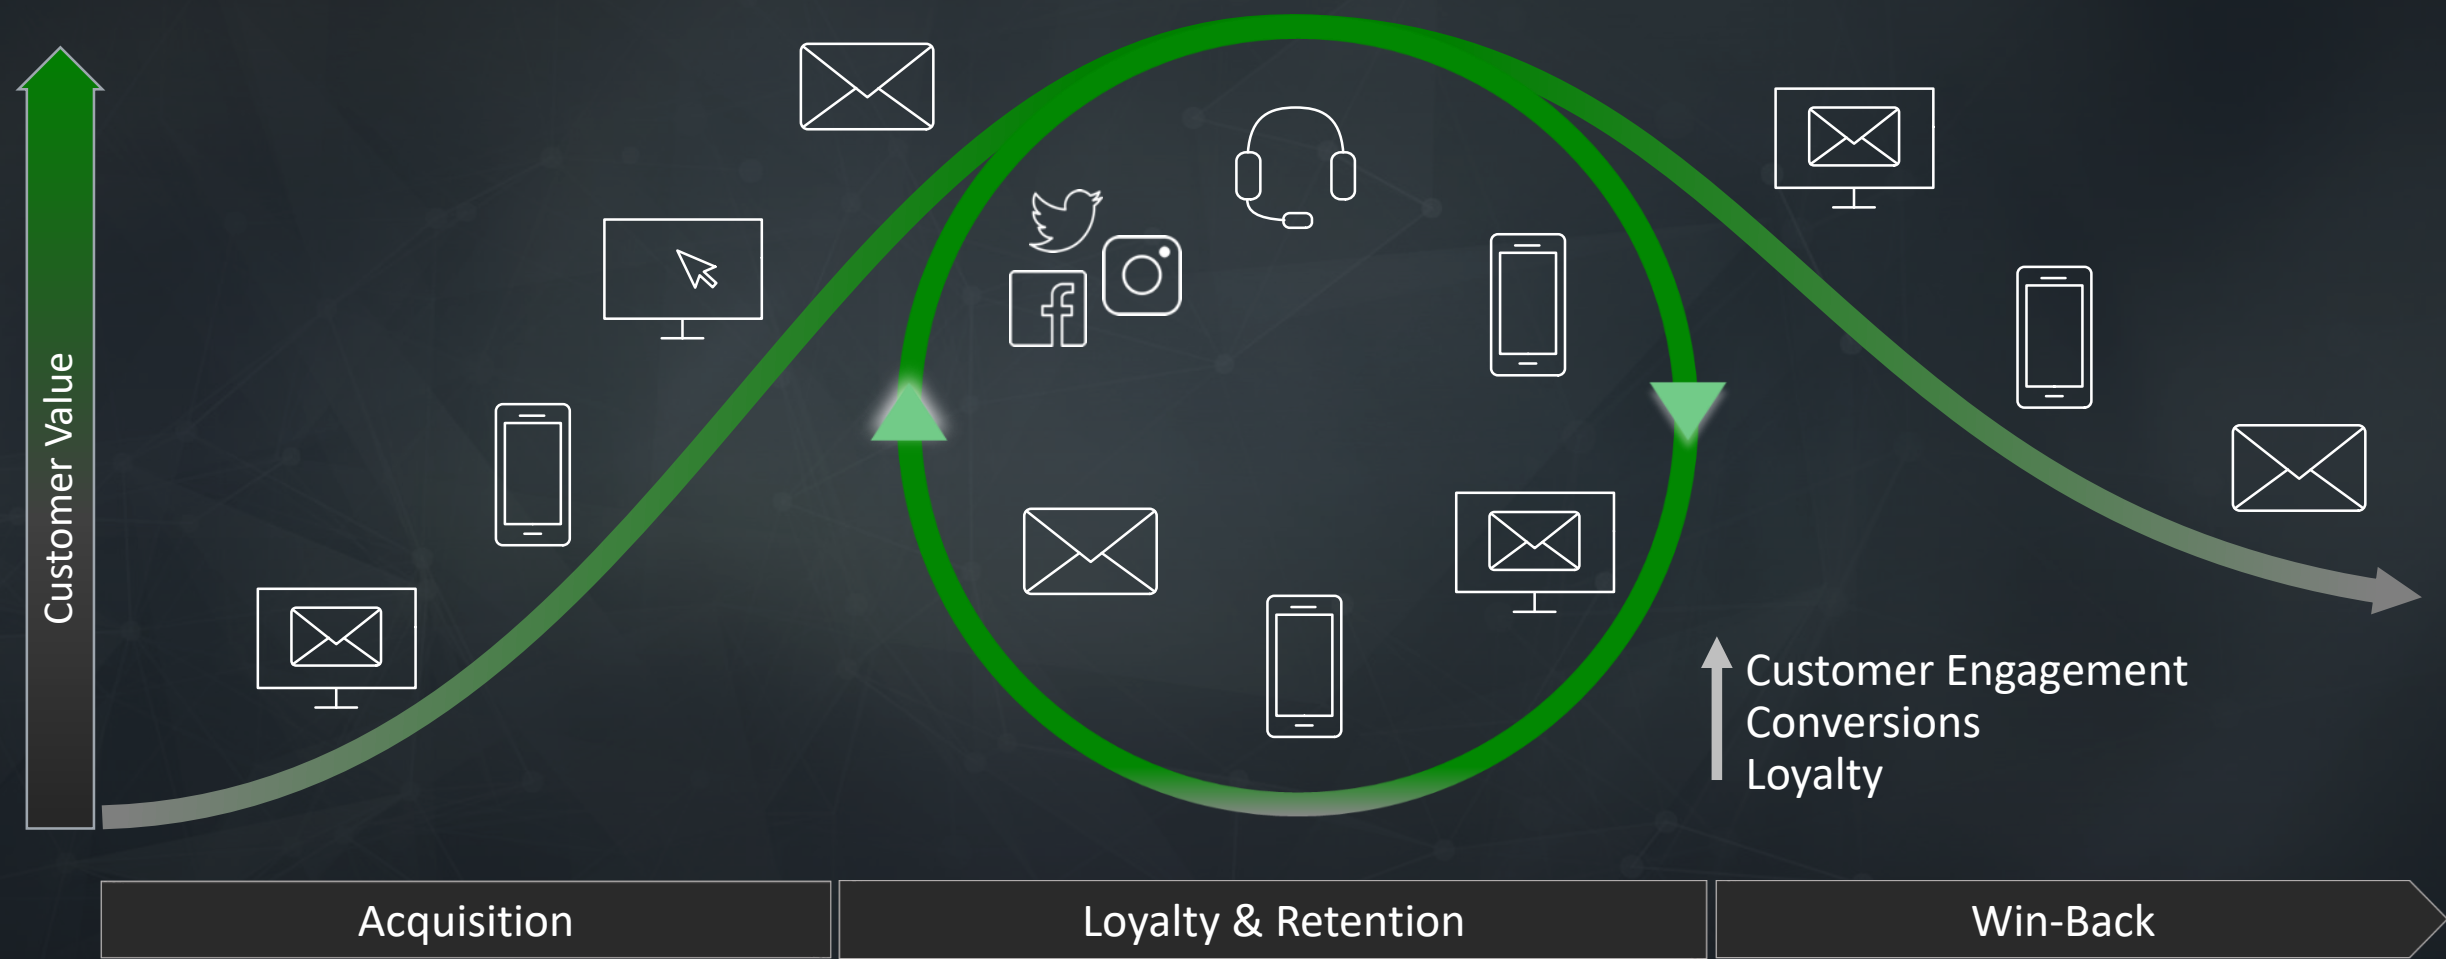 Customer Value
Customer Engagement
Conversions
Loyalty
Acquisition
Loyalty & Retention
Win-Back